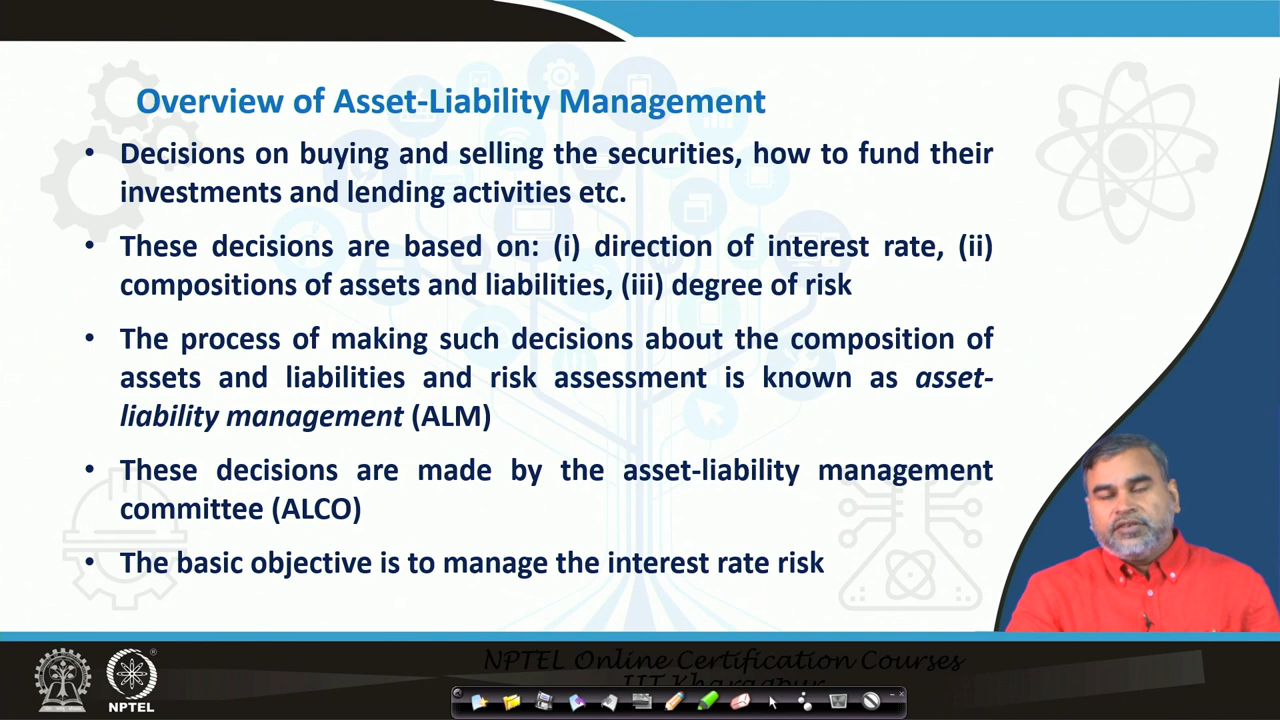 Overview of Asset-Liability Management
• Decisions on buying and selling the securities, how to fund their
investments and lending activities etc.
• These decisions are based on: (i) direction of interest rate, (ii)
compositions of assets and liabilities, (iii) degree of risk
• The process of making such decisions about the composition of
assets and liabilities and risk assessment is known as asset-
liability management (ALM)
• These decisions are made by the asset-liability management
committee (ALCO)
• The basic objective is to manage the interest rate risk
NPTEL Online Certification Courses
IIT Kharagpur
NPTEL